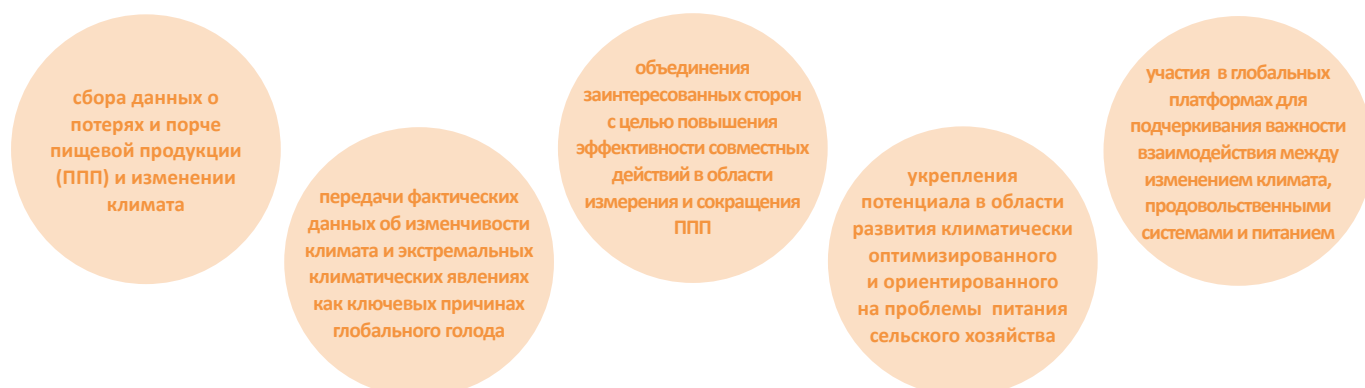 сбора данных о
потерях и порче
пищевой продукции
(ППП) и изменении
климата
передачи фактических
данных об изменчивости
климата и экстремальных
климатических явлениях
как ключевых причинах
глобального голода
объединения
заинтересованных сторон
с целью повышения
эффективности совместных
действий в области
измерения и сокращения
ППП
укрепления
потенциала в области
развития климатически
оптимизированного
и ориентированного
на проблемы питания
сельского хозяйства
участия в глобальных
платформах для
подчеркивания важности
взаимодействия между
изменением климата,
продовольственными
системами и питанием